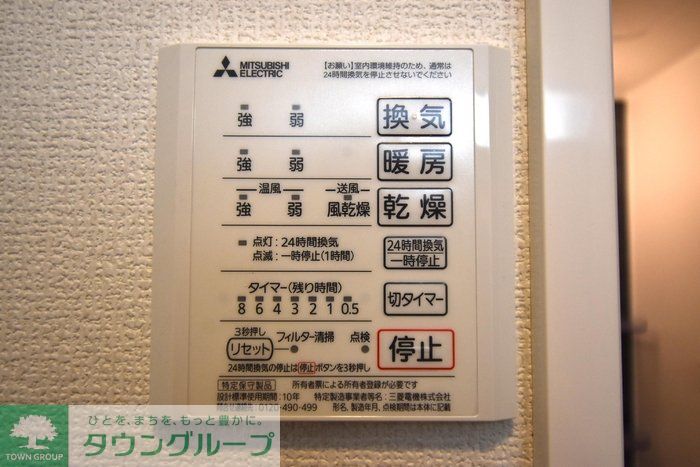 MITSUBISHI
ELECTRIC
【お願い】室内環境維持のため、通常は
24時間換気を停止させないでください
強 弱 換気
強 弱 暖房
温風 送風
強 弱 風乾燥 乾燥
点灯:24時間換気
点滅:一時停止(1時間)
24時間換気
一時停止
タイマー(残り時間)
8 6 4 3 2 1 0.5
切タイマー
3秒押し
リセット フィルター清掃 点検
停止
24時間換気の停止は停止ボタンを3秒押し
特定保守製品 所有者票による所有者登録が必要です
設計標準使用期間:10年 特定製造事業者等名:三菱電機株式会社
問合せ連絡先:0120-490-499 形名、製造年月、点検期間は本体に記載
ひとを、まちを、もっと豊かに。
タウングループ
TOWN GROUP